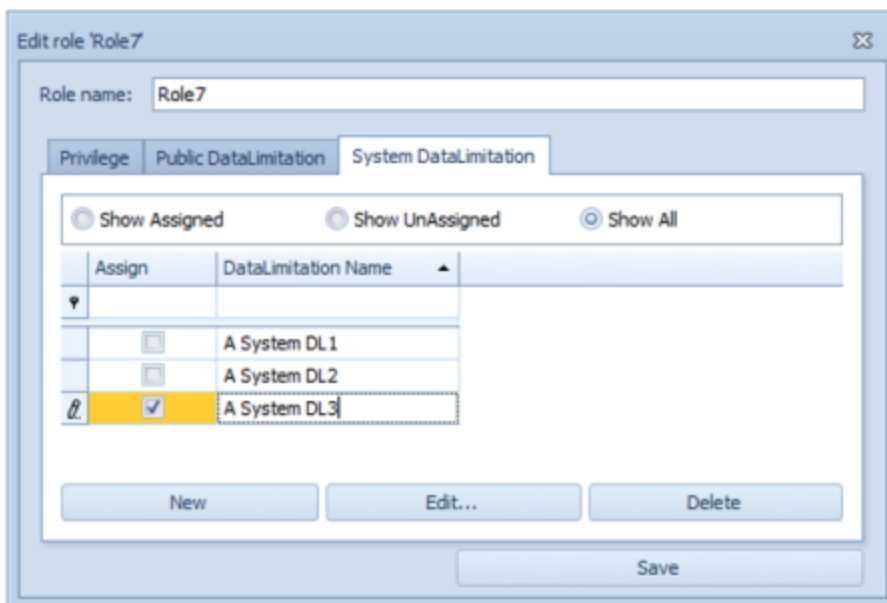 Edit role 'Role7'
Role name: Role7
Privilege Public DataLimitation System DataLimitation
Show Assigned Show UnAssigned Show All
Assign DataLimitation Name
A System DL1
A System DL2
A System DL3
New Edit... Delete
Save